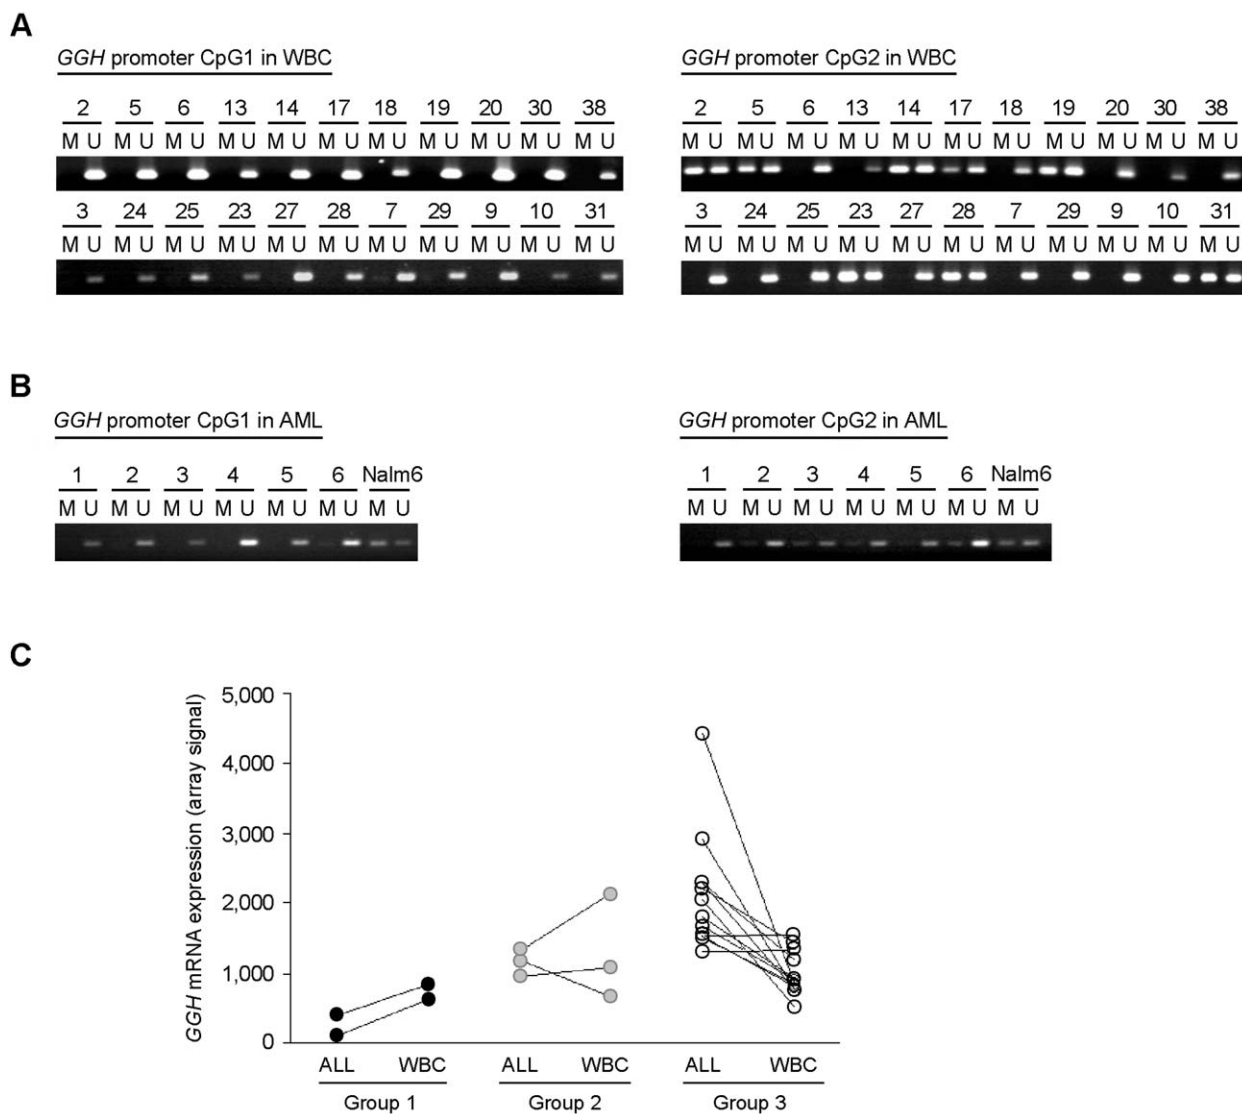 A
GGH promoter CpG1 in WBC
2 5 6 13 14 17 18 19 20 30 38
M U M U M U M U M U M U M U M U M U M U M U
3 24 25 23 27 28 7 29 9 10 31
M U M U M U M U M U M U M U M U M U M U M U
GGH promoter CpG2 in WBC
2 5 6 13 14 17 18 19 20 30 38
M U M U M U M U M U M U M U M U M U M U M U
3 24 25 23 27 28 7 29 9 10 31
M U M U M U M U M U M U M U M U M U M U M U
B
GGH promoter CpG1 in AML
1 2 3 4 5 6 Nalm6
M U M U M U M U M U M U M U
GGH promoter CpG2 in AML
1 2 3 4 5 6 Nalm6
M U M U M U M U M U M U M U
C
GGH mRNA expression (array signal)
5,000
4,000
3,000
2,000
1,000
0
ALL WBC ALL WBC ALL WBC
Group 1 Group 2 Group 3